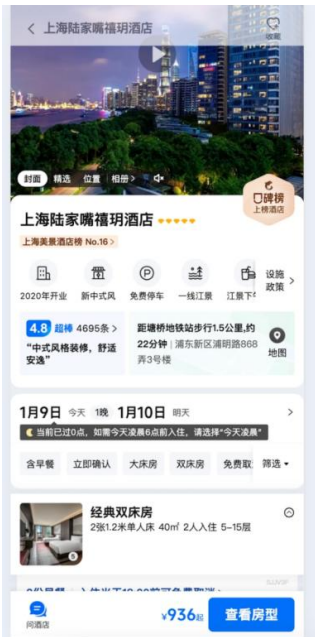 上海陆家嘴禧玥酒店
收藏
封面 精选 位置 相册>
口碑榜
上榜酒店
上海陆家嘴禧玥酒店
上海美景酒店榜 No.16>
2020年开业 新中式风 免费停车 一线江景 江景下午
设施
政策
4.8 超棒 4695条>
“中式风格装修，舒适
安逸”
距塘桥地铁站步行1.5公里,约
22分钟 | 浦东新区浦明路868
弄3号楼
地图
1月9日 今天 1晚 1月10日 明天
当前已过0点，如需今天凌晨6点前入住，请选择“今天凌晨”
含早餐 立即确认 大床房 双床房 免费取 筛选
经典双床房
2张1.2米单人床 40㎡ 2人入住 5-15层
5
问酒店
¥936起
查看房型